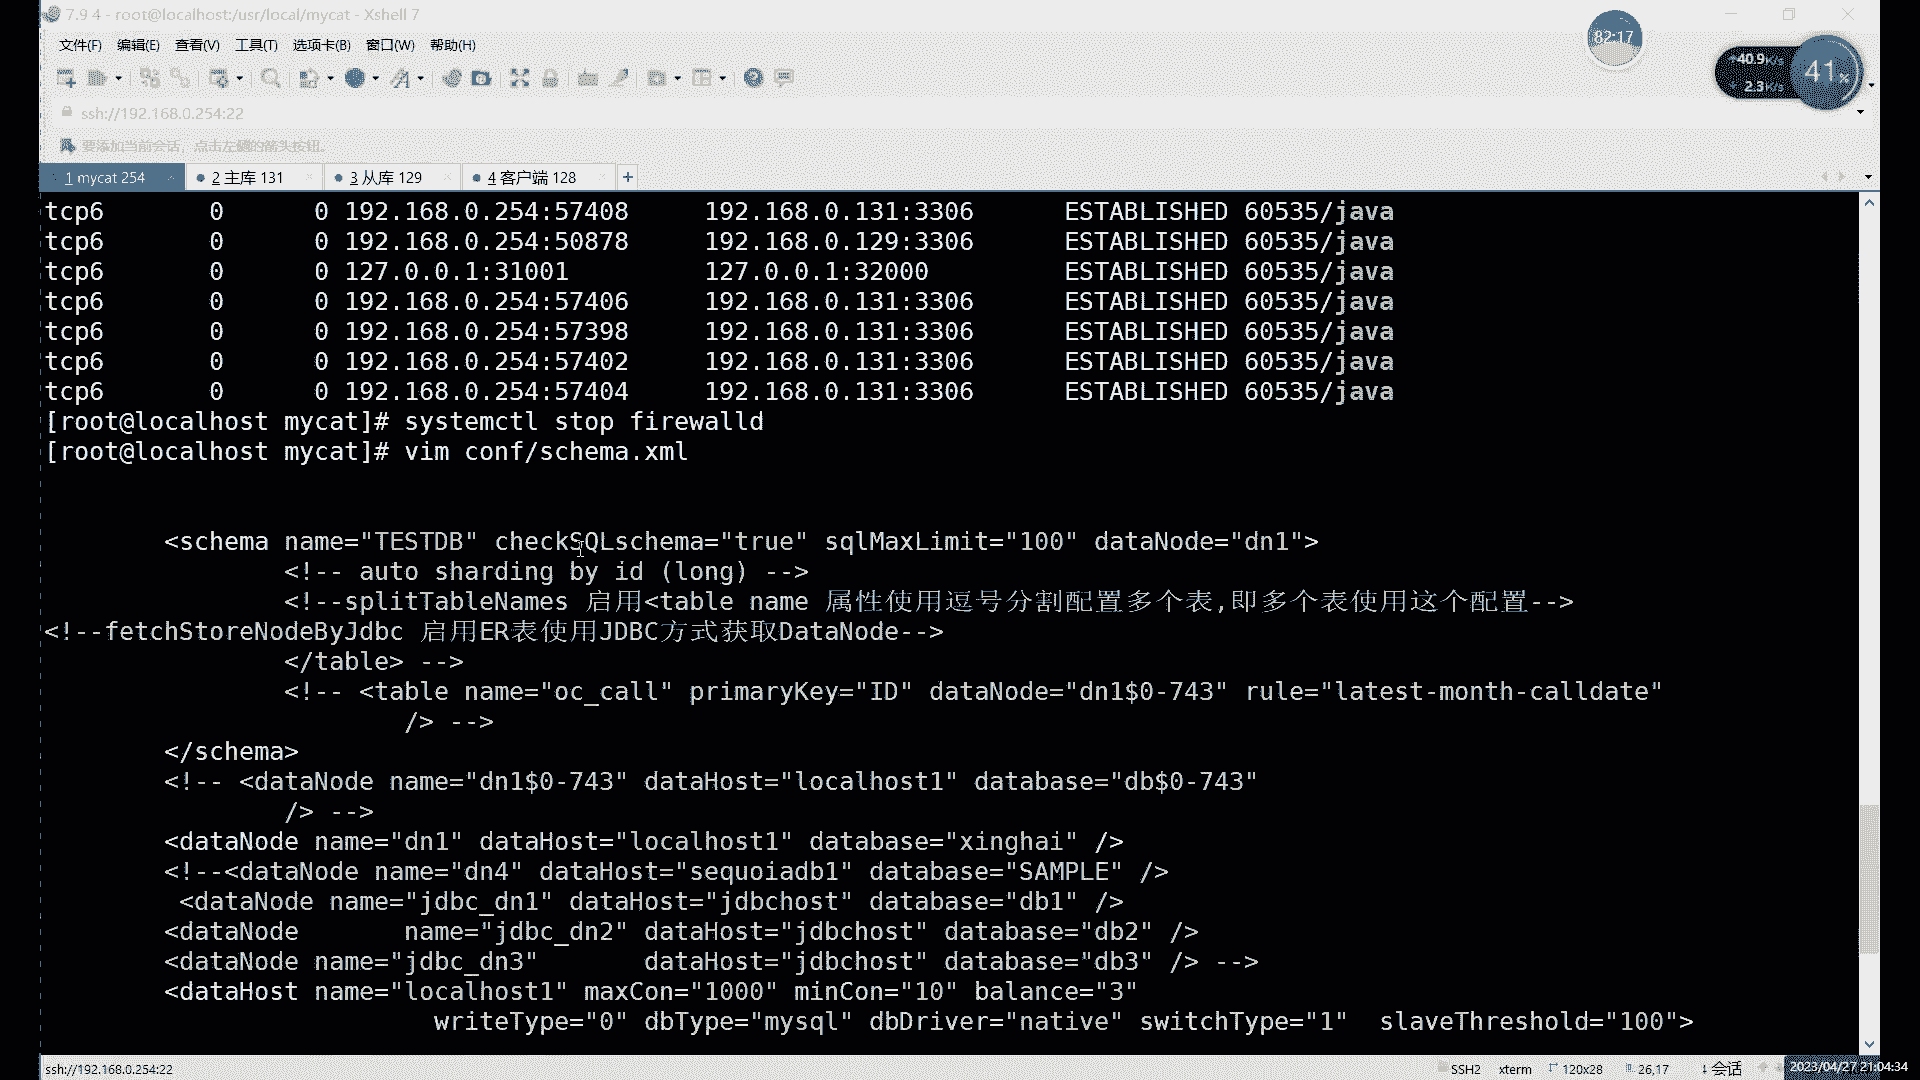 7.9 4 - root@localhost:/usr/local/mycat - Xshell 7
文件(F) 编辑(E) 查看(V) 工具(T) 选项卡(B) 窗口(W) 帮助(H)
82:17
40.9K/s
2.3K/s
41%
ssh://192.168.0.254:22
要添加当前会话，点击左侧的箭头按钮。
1 mycat 254 2 主库 131 3 从库 129 4 客户端 128 +
tcp6 0 0 192.168.0.254:57408 192.168.0.131:3306 ESTABLISHED 60535/java
tcp6 0 0 192.168.0.254:50878 192.168.0.129:3306 ESTABLISHED 60535/java
tcp6 0 0 127.0.0.1:31001 127.0.0.1:32000 ESTABLISHED 60535/java
tcp6 0 0 192.168.0.254:57406 192.168.0.131:3306 ESTABLISHED 60535/java
tcp6 0 0 192.168.0.254:57398 192.168.0.131:3306 ESTABLISHED 60535/java
tcp6 0 0 192.168.0.254:57402 192.168.0.131:3306 ESTABLISHED 60535/java
tcp6 0 0 192.168.0.254:57404 192.168.0.131:3306 ESTABLISHED 60535/java
[root@localhost mycat]# systemctl stop firewalld
[root@localhost mycat]# vim conf/schema.xml
<schema name="TESTDB" checkSQLschema="true" sqlMaxLimit="100" dataNode="dn1">
<!-- auto sharding by id (long) -->
<!--splitTableNames 启用<table name 属性使用逗号分割配置多个表,即多个表使用这个配置-->
<!--fetchStoreNodeByJdbc 启用ER表使用JDBC方式获取DataNode-->
</table> -->
<!-- <table name="oc_call" primaryKey="ID" dataNode="dn1$0-743" rule="latest-month-calldate"
/> -->
</schema>
<!-- <dataNode name="dn1$0-743" dataHost="localhost1" database="db$0-743"
/> -->
<dataNode name="dn1" dataHost="localhost1" database="xinghai" />
<!--<dataNode name="dn4" dataHost="sequoiadb1" database="SAMPLE" />
<dataNode name="jdbc_dn1" dataHost="jdbchost" database="db1" />
<dataNode name="jdbc_dn2" dataHost="jdbchost" database="db2" />
<dataNode name="jdbc_dn3" dataHost="jdbchost" database="db3" /> -->
<dataHost name="localhost1" maxCon="1000" minCon="10" balance="3"
writeType="0" dbType="mysql" dbDriver="native" switchType="1" slaveThreshold="100">
ssh://192.168.0.254:22 SSH2 xterm 120x28 26,17 1 会话 2023/04/27 21:04:34